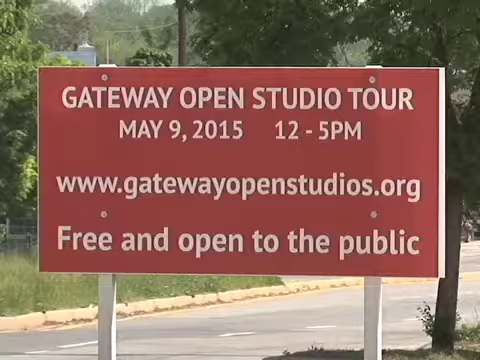 GATEWAY OPEN STUDIO TOUR
MAY 9, 2015 12 - 5PM
www.gatewayopenstudios.org
Free and open to the public